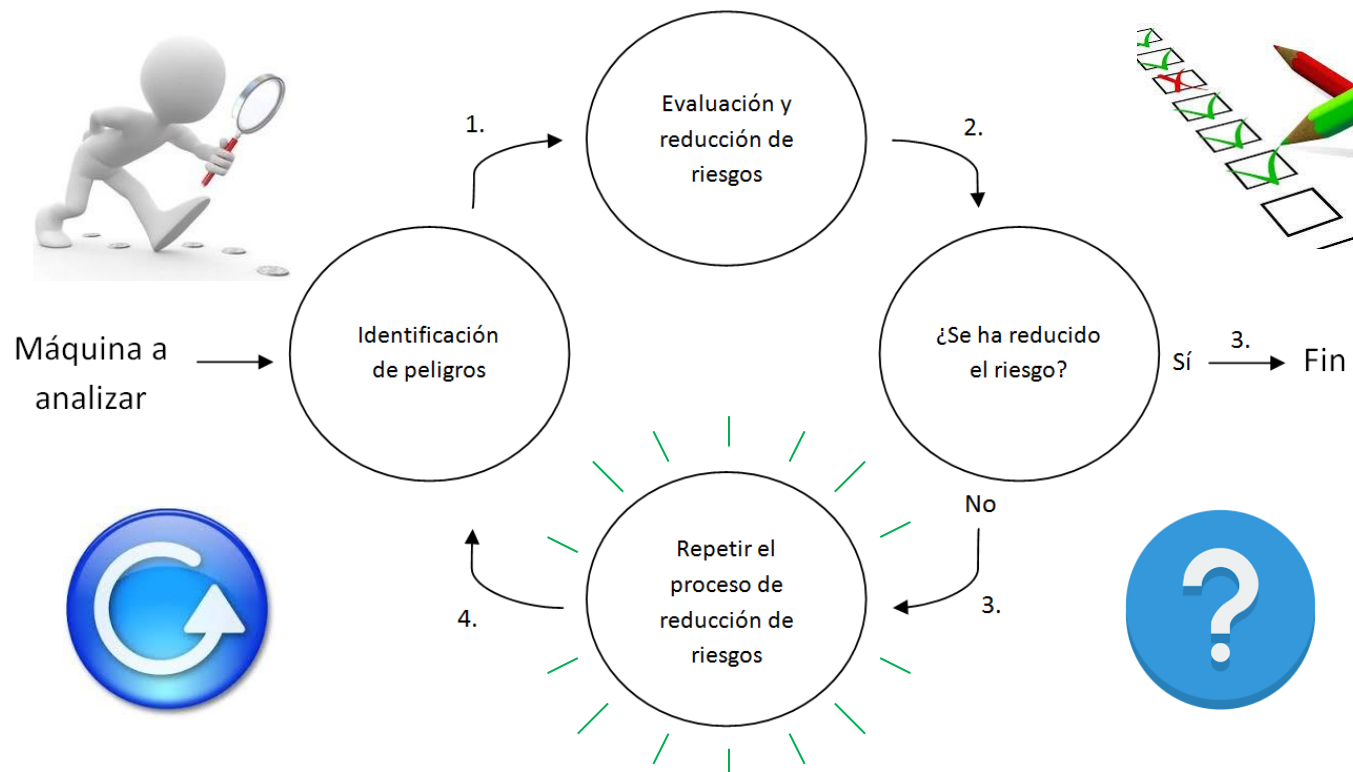 Evaluación y
reducción de
riesgos
1.
2.
Identificación
de peligros
Máquina a
analizar
¿Se ha reducido
el riesgo?
Sí
3.
Fin
No
3.
Repetir el
proceso de
reducción de
riesgos
4.
?